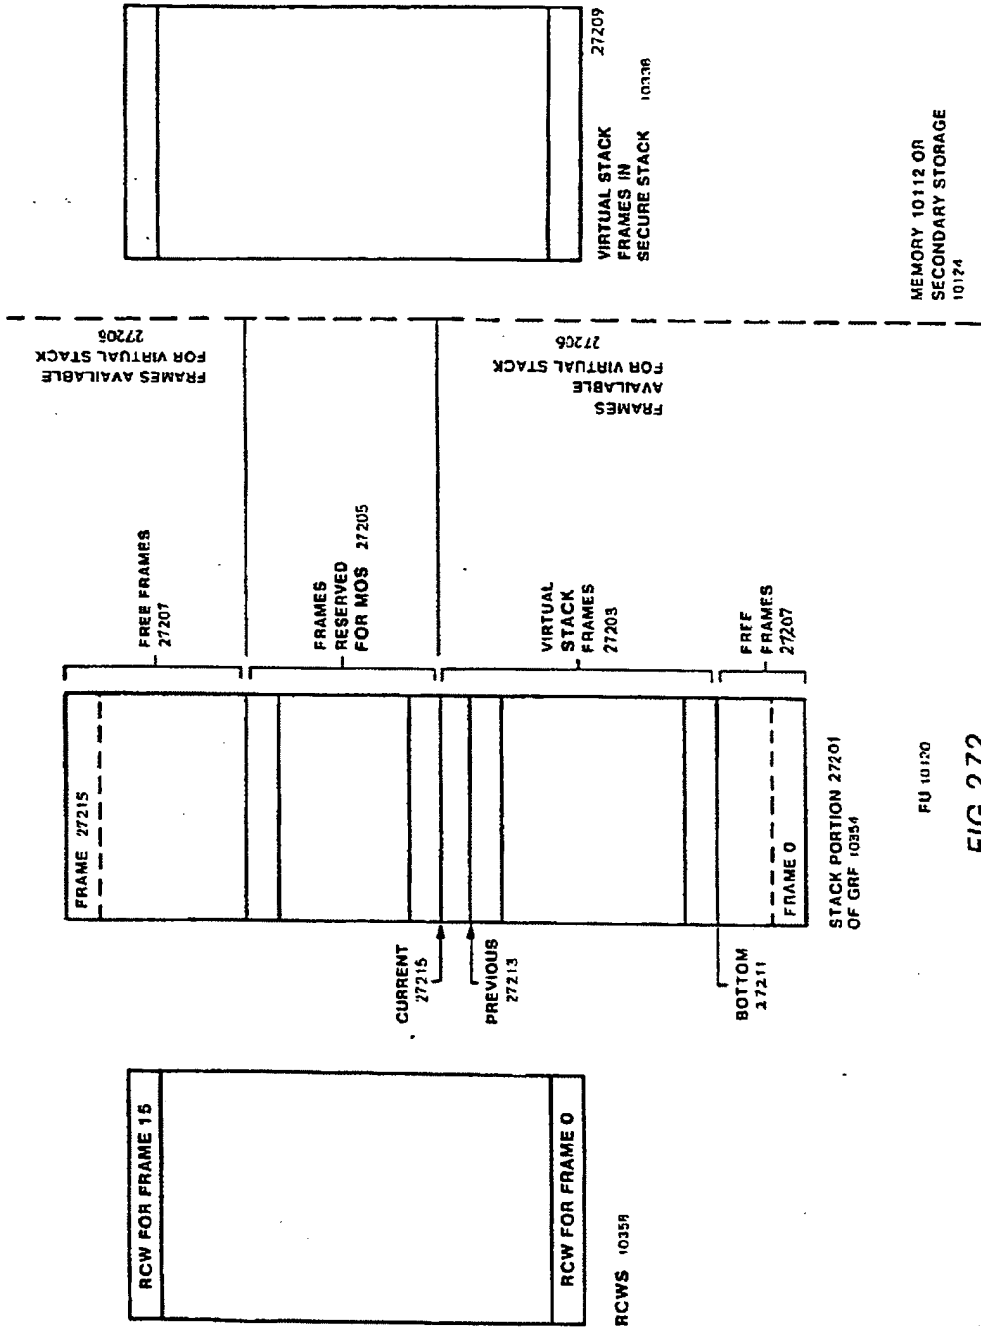 RCW FOR FRAME 15
RCW FOR FRAME 0
RCWS 10358
FRAME 27215
CURRENT
27215
PREVIOUS
27213
BOTTOM
27211
FRAME 0
STACK PORTION 27201
OF GRF 10354
FREE FRAMES
27207
FRAMES
RESERVED
FOR MOS 27205
VIRTUAL
STACK
FRAMES
27203
FREE
FRAMES
27207
FRAMES AVAILABLE
FOR VIRTUAL STACK
27206
FRAMES
AVAILABLE
FOR VIRTUAL STACK
27206
VIRTUAL STACK
FRAMES IN
SECURE STACK 10336
27209
FU 10120
MEMORY 10112 OR
SECONDARY STORAGE
10124
FIG 272